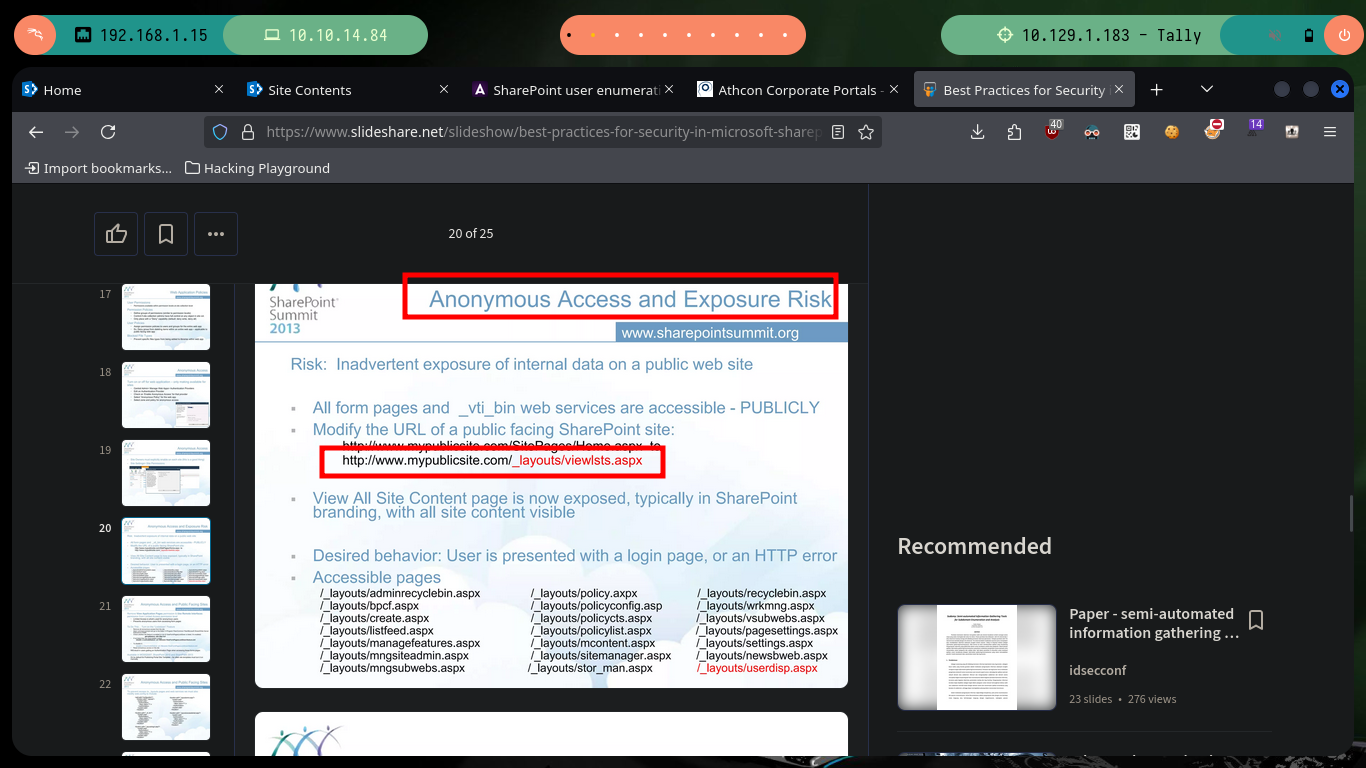 192.168.1.15
10.10.14.84
10.129.1.183 - Tally
Home
Site Contents
SharePoint user enumerati
Athcon Corporate Portals -
Best Practices for Security
https://www.slideshare.net/slideshow/best-practices-for-security-in-microsoft-sharep
40
14
Import bookmarks...
Hacking Playground
20 of 25
17
18
19
20
21
22
SharePoint
Summit
2013
Anonymous Access and Exposure Risk
www.sharepointsummit.org
Risk: Inadvertent exposure of internal data on a public web site
All form pages and _vti_bin web services are accessible - PUBLICLY
Modify the URL of a public facing SharePoint site:
http://www.mypublicsite.com/SitePages/Home.aspx to
http://www.mypublicsite.com/_layouts/viewlsts.aspx
View All Site Content page is now exposed, typically in SharePoint
branding, with all site content visible
Desired behavior: User is presented with a login page, or an HTTP error
Accessible pages
/_layouts/adminrecyclebin.aspx /_layouts/policy.aspx /_layouts/recyclebin.aspx
/_layouts/bpcf.aspx /_layouts/policyconfig.asp /_layouts/wrkmng.aspx
/_layouts/create.aspx /_layouts/policycts.aspx /_layouts/vsubwebs.aspx
/_layouts/listfeed.aspx /_layouts/policylist.aspx /_layouts/pagesettings.aspx
/_layouts/managefeatures.aspx /_layouts/mcontent.aspx /_layouts/settings.aspx
/_layouts/mngsiteadmin.aspx /_layouts/sitemanager.aspx /_layouts/newsbweb.aspx
/_layouts/mngsubwebs.aspx /_layouts/stor_man.aspx /_layouts/userdisp.aspx
Recommended
Paper - semi-automated
information gathering ...
idsecconf
23 slides • 276 views